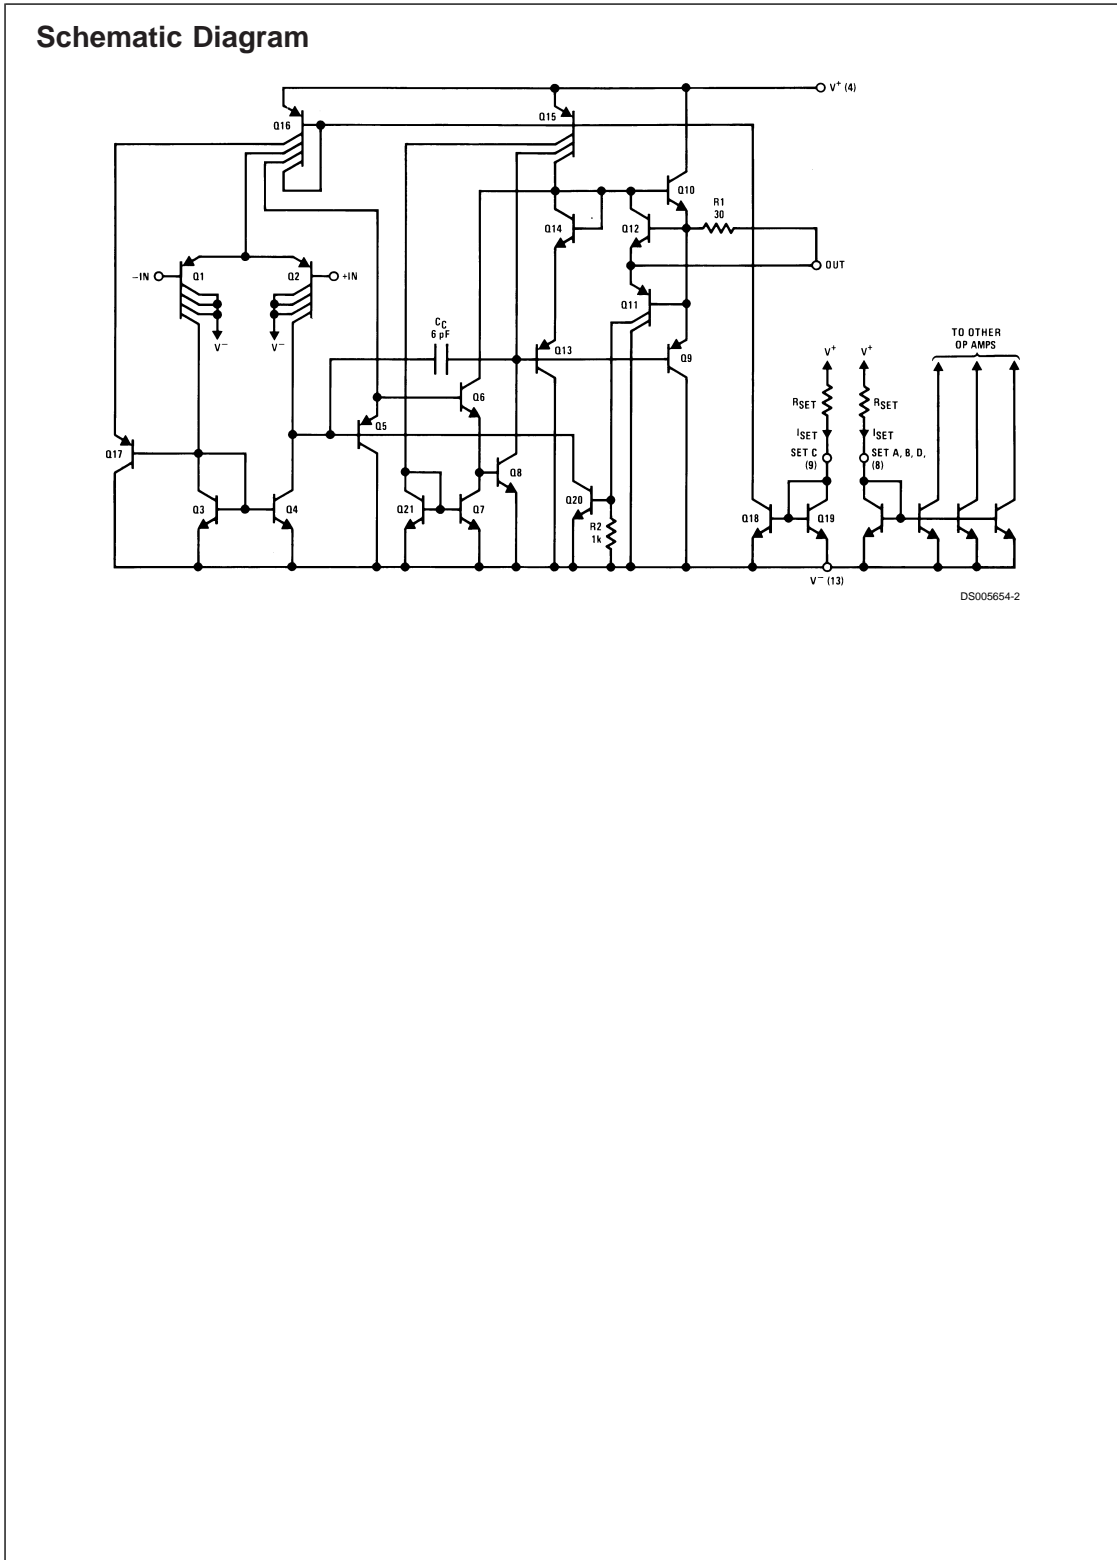 Schematic Diagram
V+ (4)
Q16
Q15
Q10
R1
30
Q14
Q12
OUT
−IN
Q1
Q2
+IN
Q11
V−
V−
CC
6 pF
Q13
Q9
TO OTHER
OP AMPS
V+
V+
RSET
RSET
Q6
Q5
ISET
ISET
Q17
Q8
SET C
(9)
SET A, B, D,
(8)
Q3
Q4
Q21
Q7
Q20
R2
1k
Q18
Q19
V− (13)
DS005654-2